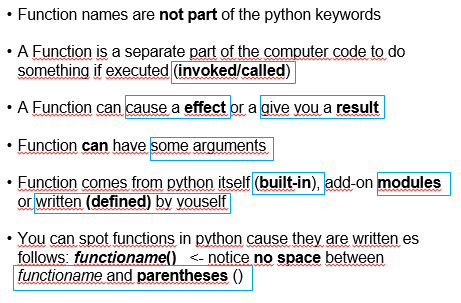 • Function names are not part of the python keywords
• A Function is a separate part of the computer code to do
something if executed (invoked/called)
• A Function can cause a effect or a give you a result
• Function can have some arguments
• Function comes from python itself (built-in), add-on modules
or written (defined) by youself
• You can spot functions in python cause they are written es
follows: functioname() <- notice no space between
functioname and parentheses ()